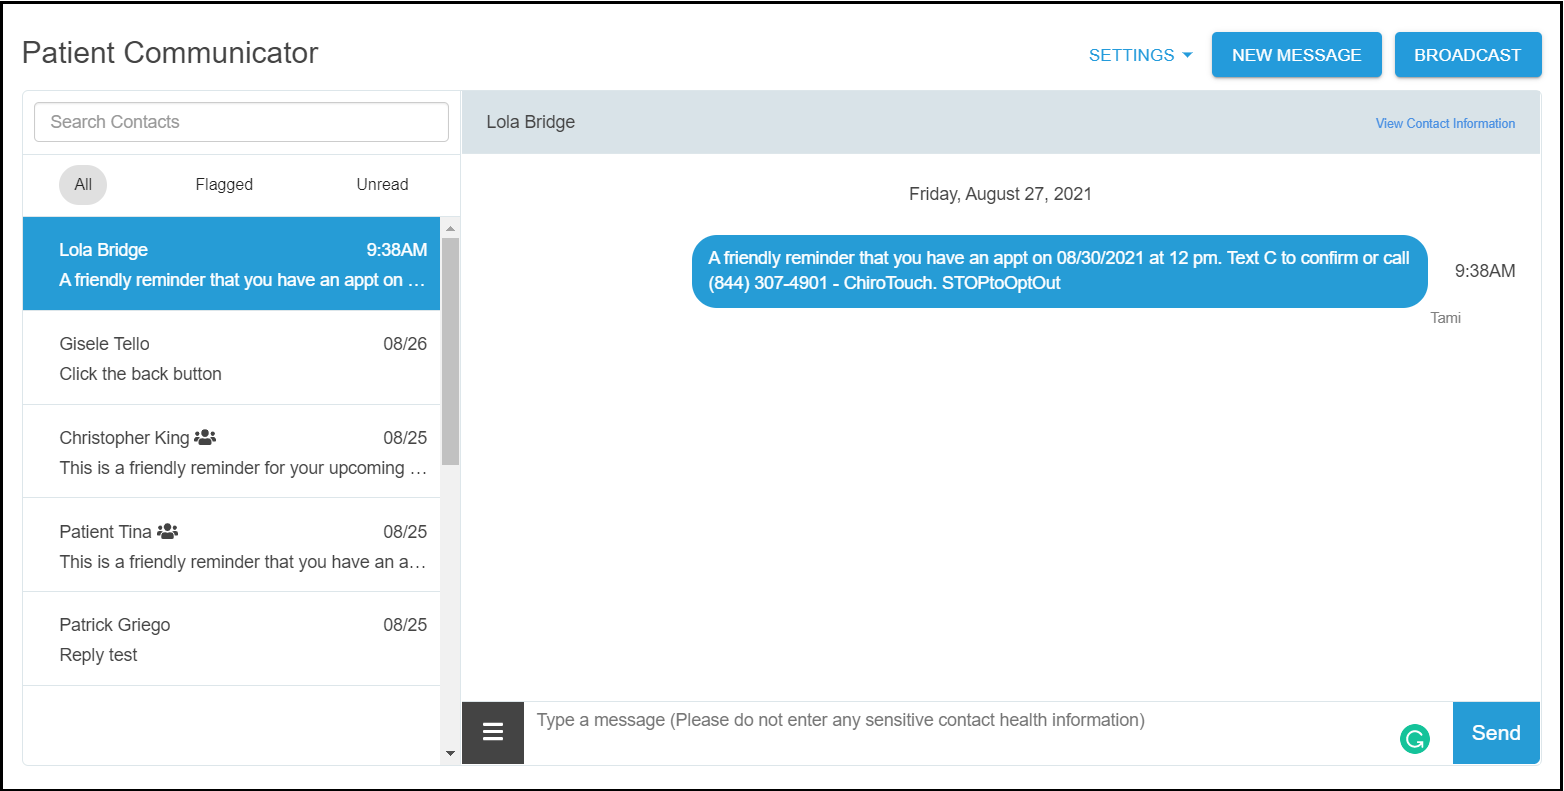 Patient Communicator
SETTINGS
NEW MESSAGE
BROADCAST
Search Contacts
All
Flagged
Unread
Lola Bridge
9:38AM
A friendly reminder that you have an appt on …
Gisele Tello
08/26
Click the back button
Christopher King
08/25
This is a friendly reminder for your upcoming …
Patient Tina
08/25
This is a friendly reminder that you have an a…
Patrick Griego
08/25
Reply test
Lola Bridge
View Contact Information
Friday, August 27, 2021
A friendly reminder that you have an appt on 08/30/2021 at 12 pm. Text C to confirm or call
(844) 307-4901 - ChiroTouch. STOPtoOptOut
9:38AM
Tami
Type a message (Please do not enter any sensitive contact health information)
Send